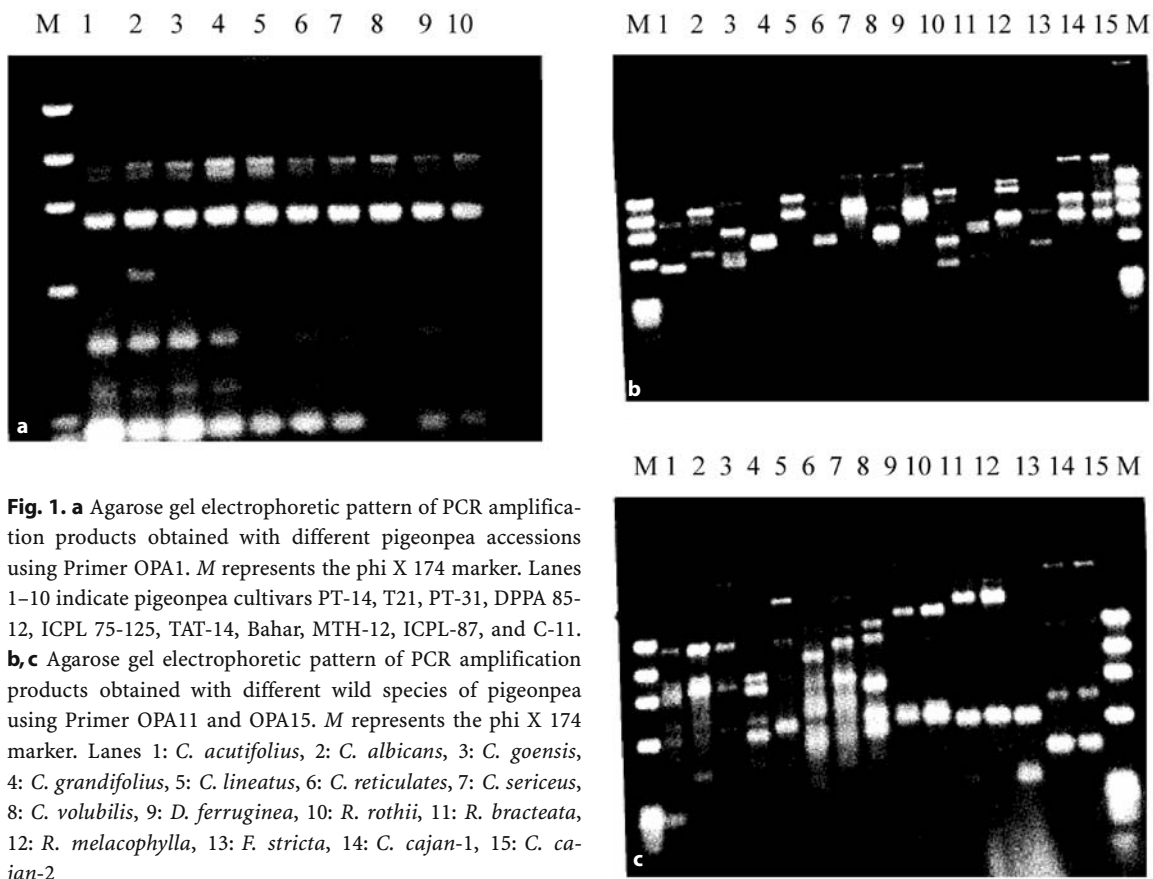 M 1 2 3 4 5 6 7 8 9 10
a
M 1 2 3 4 5 6 7 8 9 10 11 12 13 14 15 M
b
M 1 2 3 4 5 6 7 8 9 10 11 12 13 14 15 M
c
Fig. 1. a Agarose gel electrophoretic pattern of PCR amplifica-
tion products obtained with different pigeonpea accessions
using Primer OPA1. M represents the phi X 174 marker. Lanes
1–10 indicate pigeonpea cultivars PT-14, T21, PT-31, DPPA 85-
12, ICPL 75-125, TAT-14, Bahar, MTH-12, ICPL-87, and C-11.
b, c Agarose gel electrophoretic pattern of PCR amplification
products obtained with different wild species of pigeonpea
using Primer OPA11 and OPA15. M represents the phi X 174
marker. Lanes 1: C. acutifolius, 2: C. albicans, 3: C. goensis,
4: C. grandifolius, 5: C. lineatus, 6: C. reticulates, 7: C. sericeus,
8: C. volubilis, 9: D. ferruginea, 10: R. rothii, 11: R. bracteata,
12: R. melacophylla, 13: F. stricta, 14: C. cajan-1, 15: C. ca-
jan-2